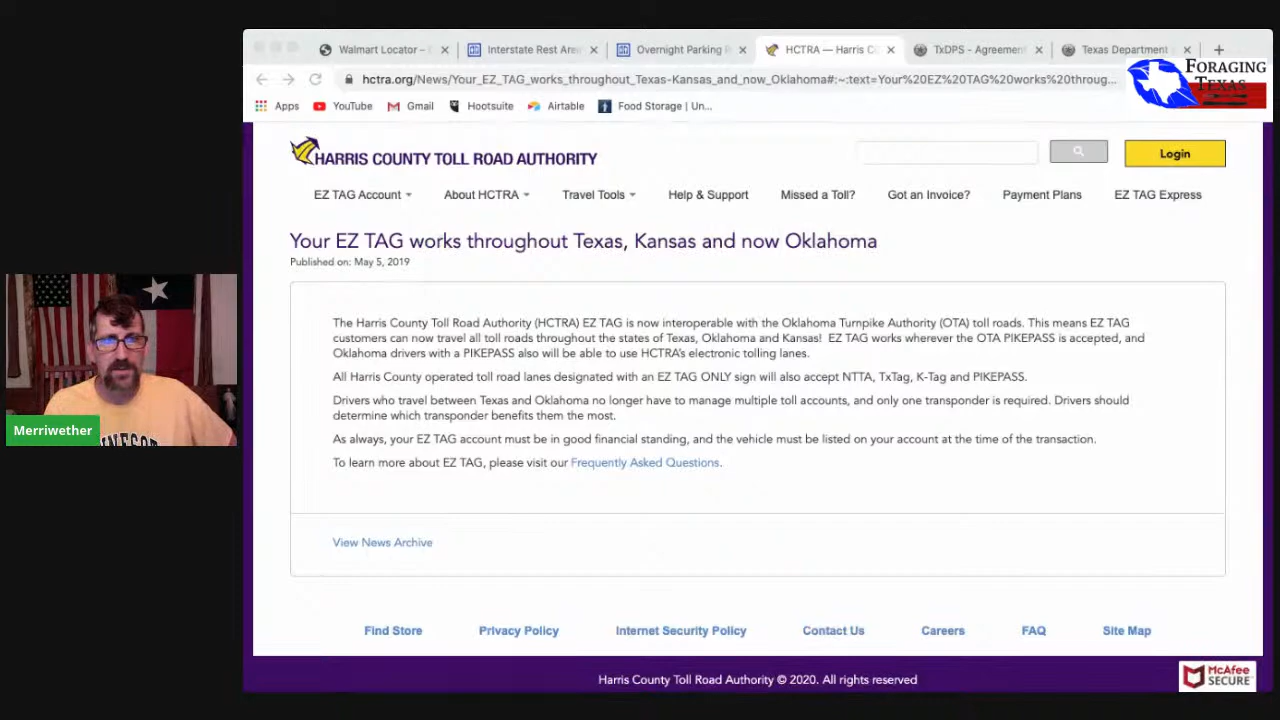 Walmart Locator –
Interstate Rest Area
Overnight Parking
HCTRA — Harris C
TxDPS - Agreement
Texas Department
hctra.org/News/Your_EZ_TAG_works_throughout_Texas-Kansas_and_now_Oklahoma#:~:text=Your%20EZ%20TAG%20works%20throug...
Foraging
Texas
Apps
YouTube
Gmail
Hootsuite
Airtable
Food Storage | Un...
HARRIS COUNTY TOLL ROAD AUTHORITY
Login
EZ TAG Account
About HCTRA
Travel Tools
Help & Support
Missed a Toll?
Got an Invoice?
Payment Plans
EZ TAG Express
Your EZ TAG works throughout Texas, Kansas and now Oklahoma
Published on: May 5, 2019
The Harris County Toll Road Authority (HCTRA) EZ TAG is now interoperable with the Oklahoma Turnpike Authority (OTA) toll roads. This means EZ TAG
customers can now travel all toll roads throughout the states of Texas, Oklahoma and Kansas! EZ TAG works wherever the OTA PIKEPASS is accepted, and
Oklahoma drivers with a PIKEPASS also will be able to use HCTRA's electronic tolling lanes.
All Harris County operated toll road lanes designated with an EZ TAG ONLY sign will also accept NTTA, TxTag, K-Tag and PIKEPASS.
Drivers who travel between Texas and Oklahoma no longer have to manage multiple toll accounts, and only one transponder is required. Drivers should
determine which transponder benefits them the most.
As always, your EZ TAG account must be in good financial standing, and the vehicle must be listed on your account at the time of the transaction.
To learn more about EZ TAG, please visit our Frequently Asked Questions.
View News Archive
Find Store
Privacy Policy
Internet Security Policy
Contact Us
Careers
FAQ
Site Map
Harris County Toll Road Authority © 2020. All rights reserved
McAfee
SECURE
Merriwether